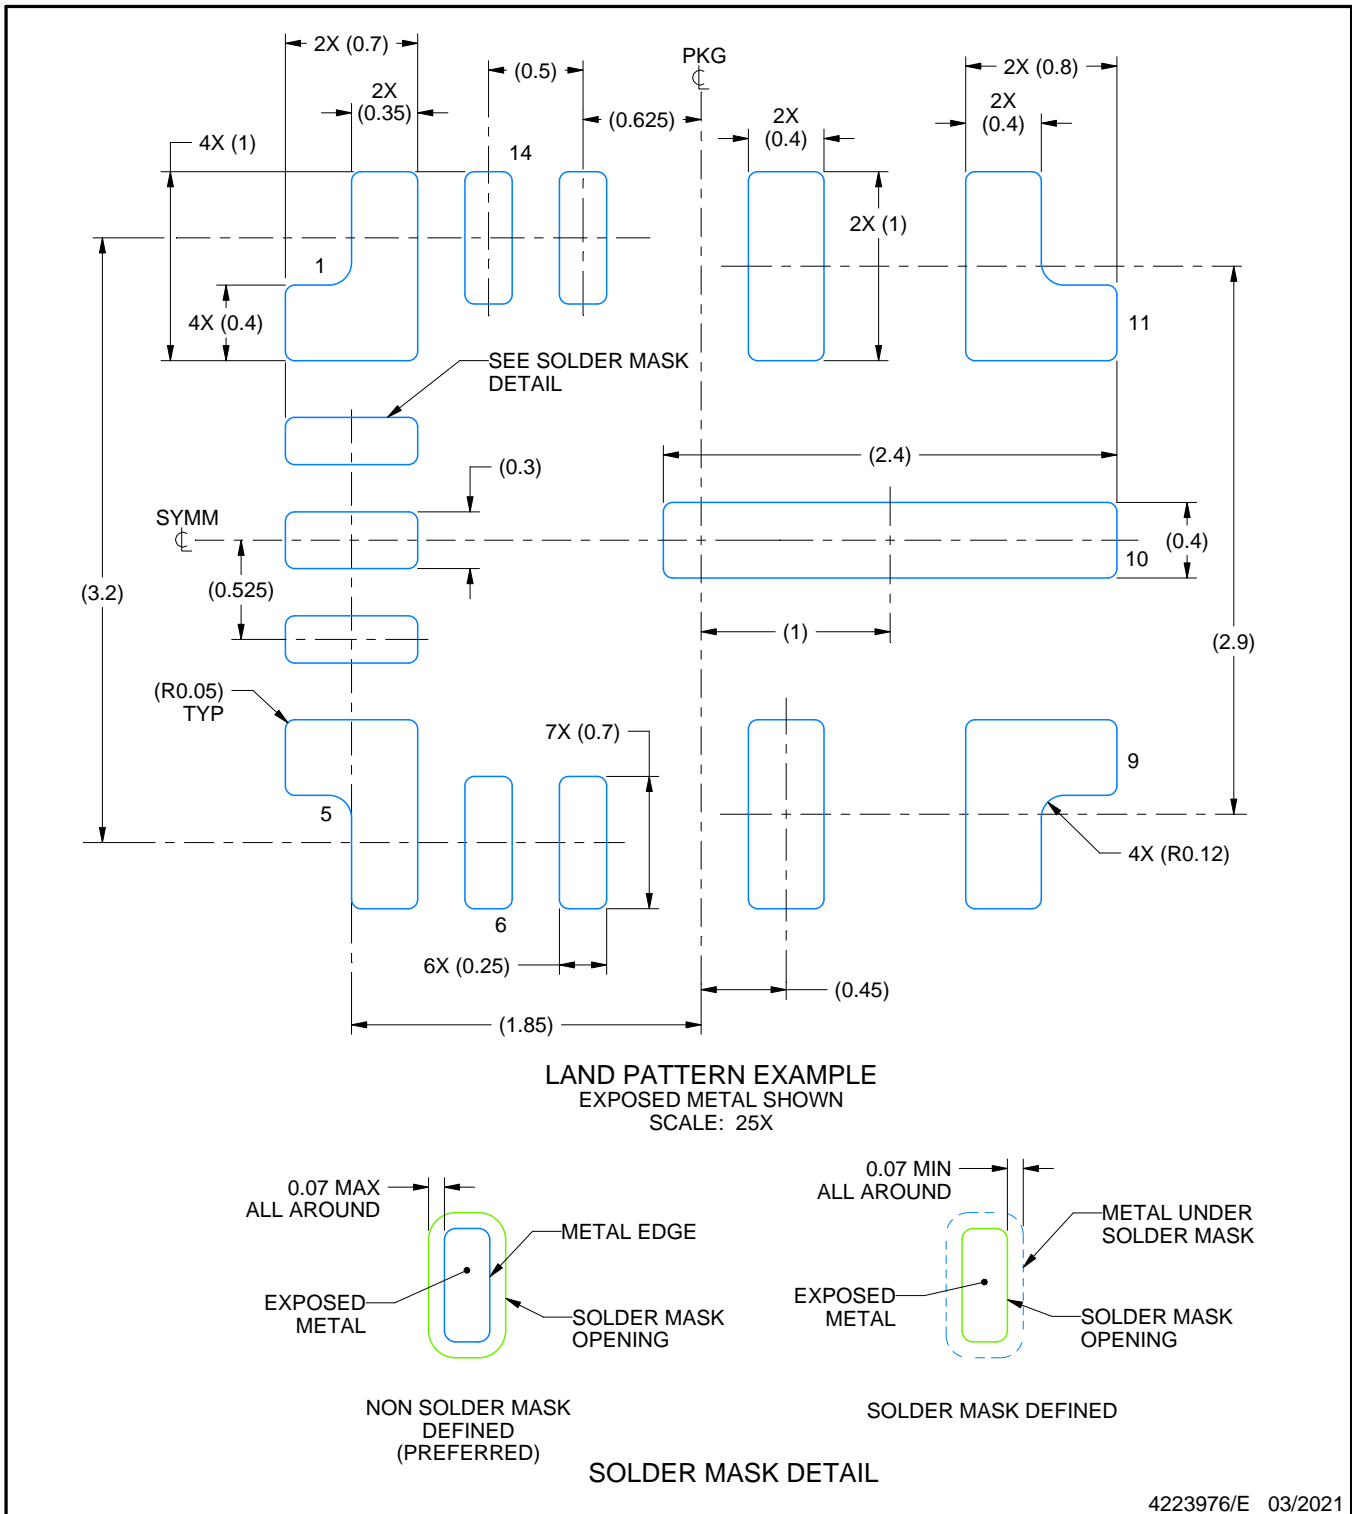 2X (0.7)
(0.5)
PKG
℄
2X (0.8)
2X
(0.35)
(0.625)
2X
(0.4)
2X
(0.4)
4X (1)
14
2X (1)
1
4X (0.4)
11
SEE SOLDER MASK
DETAIL
(2.4)
(0.3)
SYMM
℄
(0.4)
10
(3.2)
(0.525)
(1)
(2.9)
(R0.05)
TYP
7X (0.7)
9
5
4X (R0.12)
6
6X (0.25)
(0.45)
(1.85)
LAND PATTERN EXAMPLE
EXPOSED METAL SHOWN
SCALE: 25X
0.07 MAX
ALL AROUND
METAL EDGE
EXPOSED
METAL
SOLDER MASK
OPENING
NON SOLDER MASK
DEFINED
(PREFERRED)
0.07 MIN
ALL AROUND
METAL UNDER
SOLDER MASK
EXPOSED
METAL
SOLDER MASK
OPENING
SOLDER MASK DEFINED
SOLDER MASK DETAIL
4223976/E 03/2021